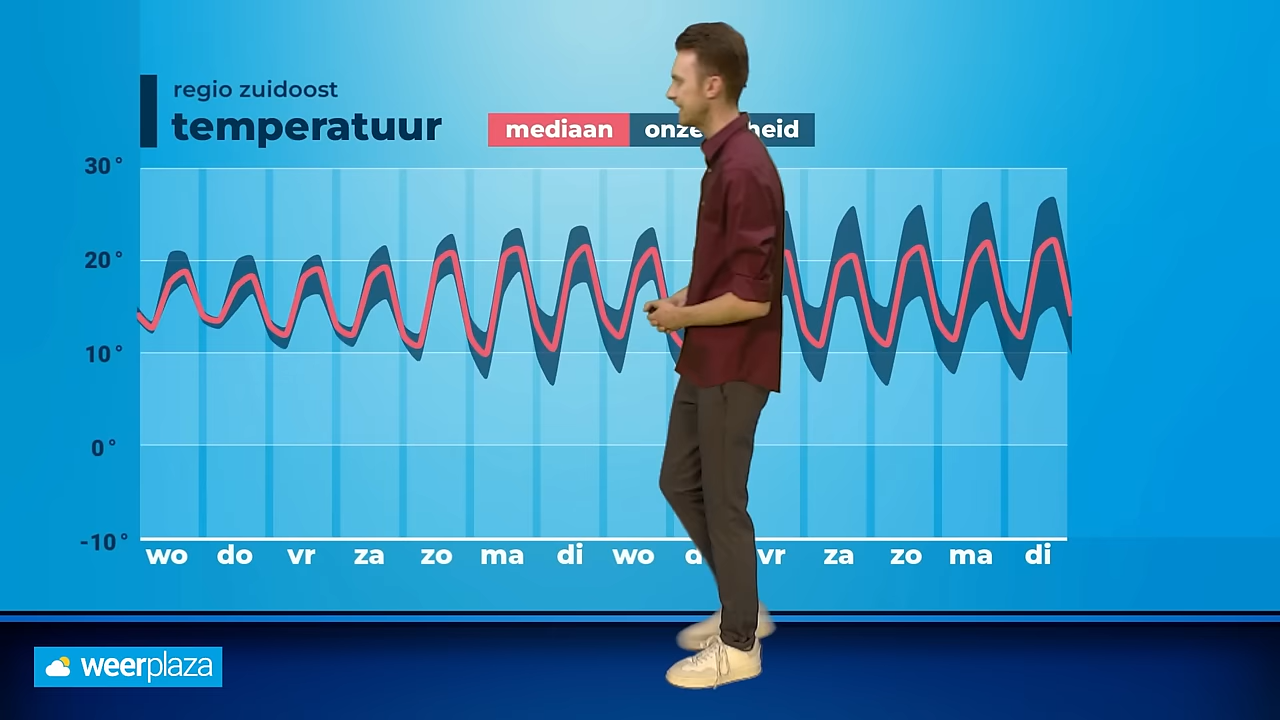 regio zuidoost
temperatuur
mediaan
30°
20°
10°
0°
-10°
wo do vr za zo ma di wo vr za zo ma di
weerplaza